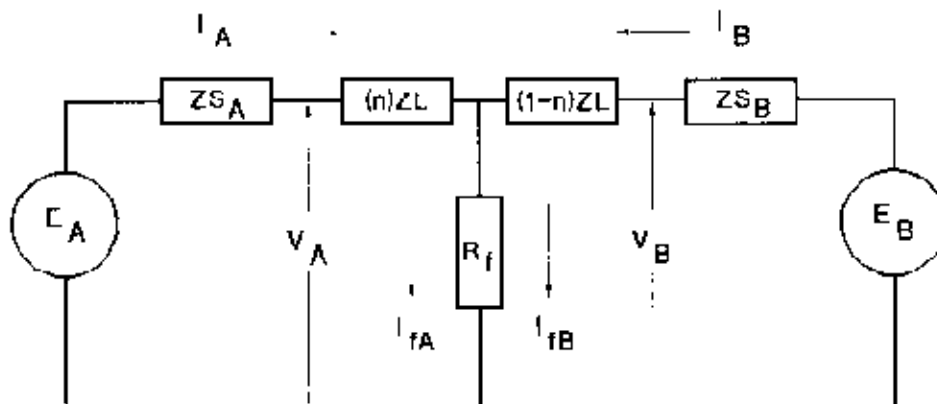 I_A I_B
ZS_A (n)ZL (1-n)ZL ZS_B
E_A V_A R_f V_B E_B
I_fA I_fB